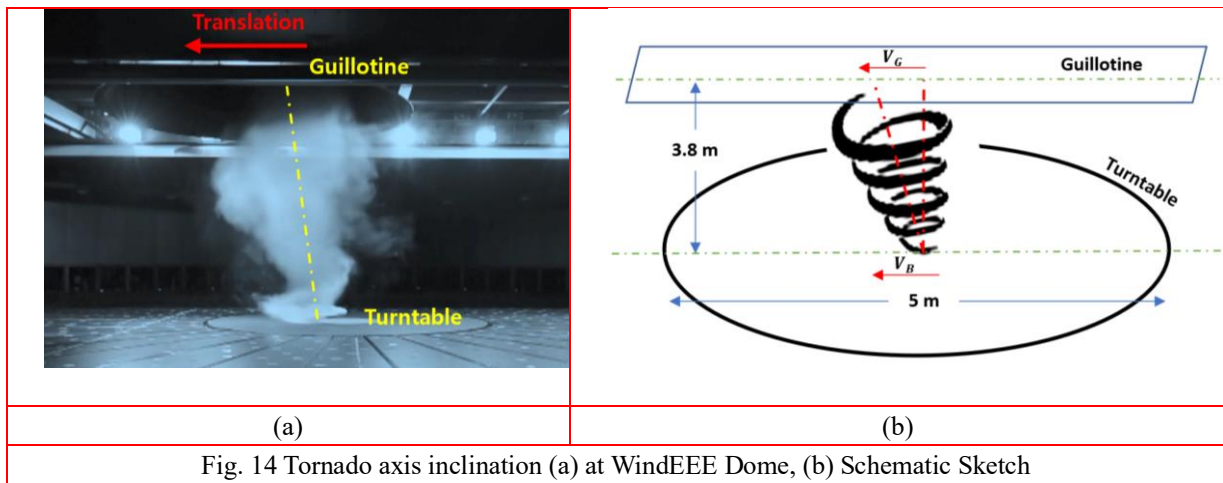 Translation
Guillotine
Turntable
V_G
Guillotine
3.8 m
Turntable
V_B
5 m
(a)
(b)
Fig. 14 Tornado axis inclination (a) at WindEEE Dome, (b) Schematic Sketch